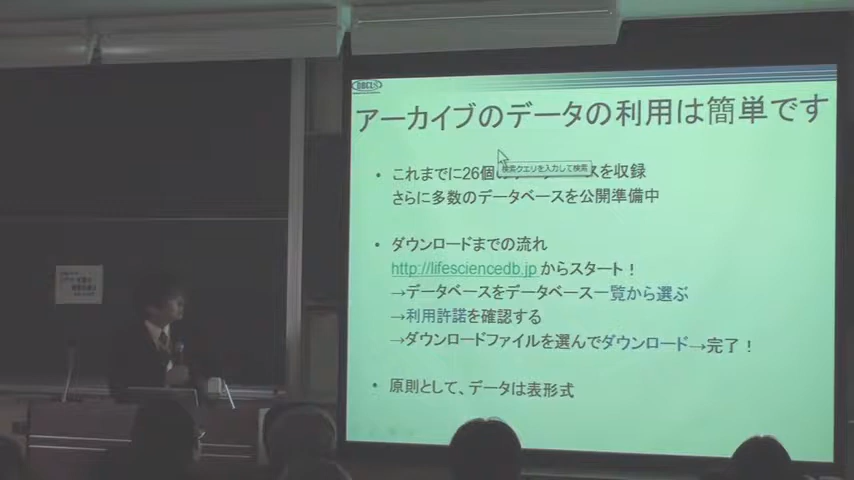 DBCLS
アーカイブのデータの利用は簡単です
• これまでに26個の
検索クエリを入力して検索
スを収録
さらに多数のデータベースを公開準備中
• ダウンロードまでの流れ
http://lifesciencedb.jp からスタート！
→データベースをデータベース一覧から選ぶ
→利用許諾を確認する
→ダウンロードファイルを選んでダウンロード→完了！
• 原則として、データは表形式